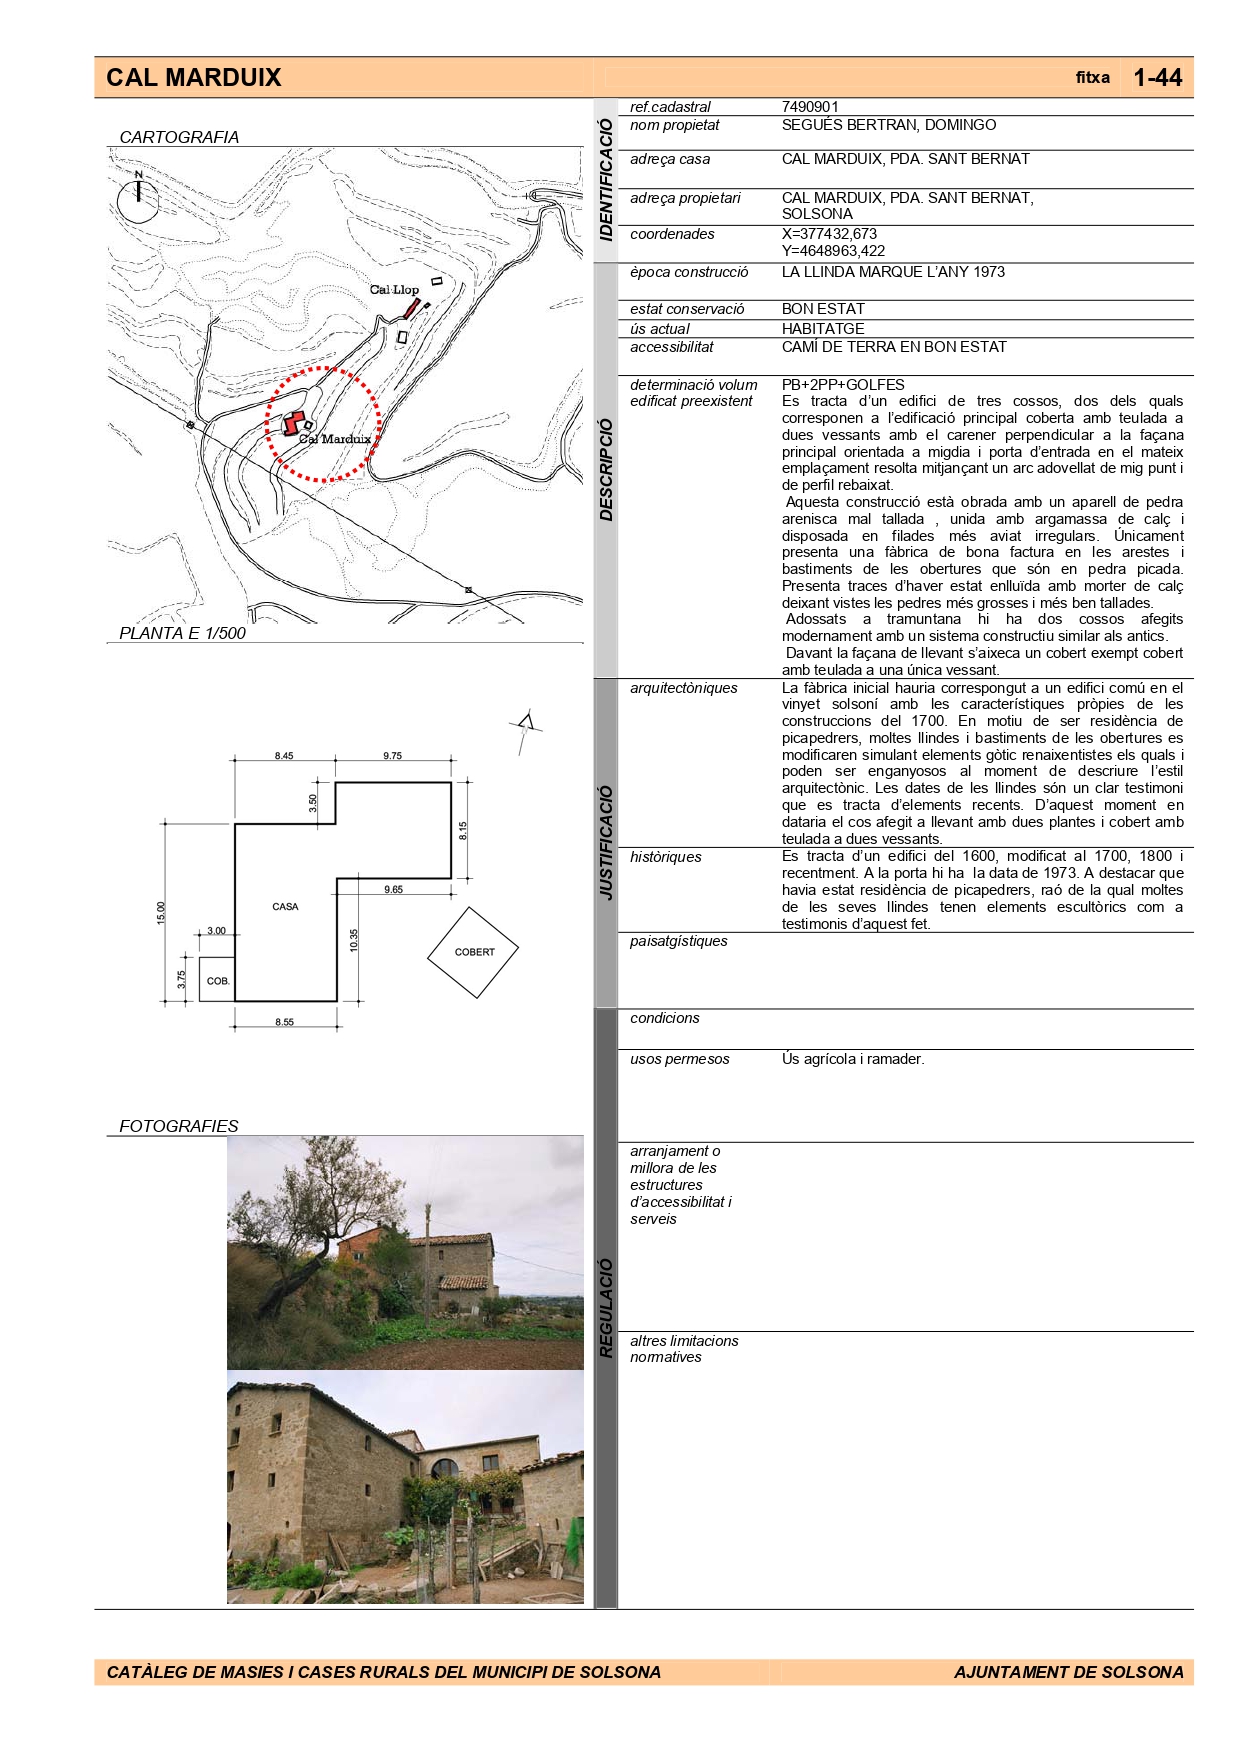 CAL MARDUIX
fitxa 1-44
CARTOGRAFIA
N
Cal Llop
Cal Marduix
PLANTA E 1/500
8.45
9.75
3.50
8.15
9.65
15.00
CASA
3.00
10.35
COBERT
3.75
COB.
8.55
FOTOGRAFIES
IDENTIFICACIÓ
ref.cadastral 7490901
nom propietat SEGUÉS BERTRAN, DOMINGO
adreça casa CAL MARDUIX, PDA. SANT BERNAT
adreça propietari CAL MARDUIX, PDA. SANT BERNAT,
SOLSONA
coordenades X=377432,673
Y=4648963,422
DESCRIPCIÓ
època construcció LA LLINDA MARQUE L’ANY 1973
estat conservació BON ESTAT
ús actual HABITATGE
accessibilitat CAMÍ DE TERRA EN BON ESTAT
determinació volum PB+2PP+GOLFES
edificat preexistent Es tracta d’un edifici de tres cossos, dos dels quals
corresponen a l’edificació principal coberta amb teulada a
dues vessants amb el carener perpendicular a la façana
principal orientada a migdia i porta d’entrada en el mateix
emplaçament resolta mitjançant un arc adovellat de mig punt i
de perfil rebaixat.
Aquesta construcció està obrada amb un aparell de pedra
arenisca mal tallada , unida amb argamassa de calç i
disposada en filades més aviat irregulars. Únicament
presenta una fàbrica de bona factura en les arestes i
bastiments de les obertures que són en pedra picada.
Presenta traces d’haver estat enlluïda amb morter de calç
deixant vistes les pedres més grosses i més ben tallades.
Adossats a tramuntana hi ha dos cossos afegits
modernament amb un sistema constructiu similar als antics.
Davant la façana de llevant s’aixeca un cobert exempt cobert
amb teulada a una única vessant.
JUSTIFICACIÓ
arquitectòniques La fàbrica inicial hauria correspongut a un edifici comú en el
vinyet solsoní amb les característiques pròpies de les
construccions del 1700. En motiu de ser residència de
picapedrers, moltes llindes i bastiments de les obertures es
modificaren simulant elements gòtic renaixentistes els quals i
poden ser enganyosos al moment de descriure l’estil
arquitectònic. Les dates de les llindes són un clar testimoni
que es tracta d’elements recents. D’aquest moment en
dataria el cos afegit a llevant amb dues plantes i cobert amb
teulada a dues vessants.
històriques Es tracta d’un edifici del 1600, modificat al 1700, 1800 i
recentment. A la porta hi ha la data de 1973. A destacar que
havia estat residència de picapedrers, raó de la qual moltes
de les seves llindes tenen elements escultòrics com a
testimonis d’aquest fet.
paisatgístiques
REGULACIÓ
condicions
usos permesos Ús agrícola i ramader.
arranjament o
millora de les
estructures
d’accessibilitat i
serveis
altres limitacions
normatives
CATÀLEG DE MASIES I CASES RURALS DEL MUNICIPI DE SOLSONA
AJUNTAMENT DE SOLSONA